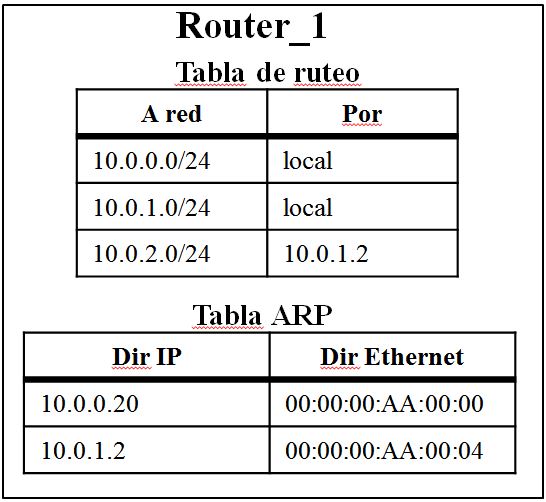 Router_1
Tabla de ruteo
A red Por
10.0.0.0/24 local
10.0.1.0/24 local
10.0.2.0/24 10.0.1.2
Tabla ARP
Dir IP Dir Ethernet
10.0.0.20 00:00:00:AA:00:00
10.0.1.2 00:00:00:AA:00:04